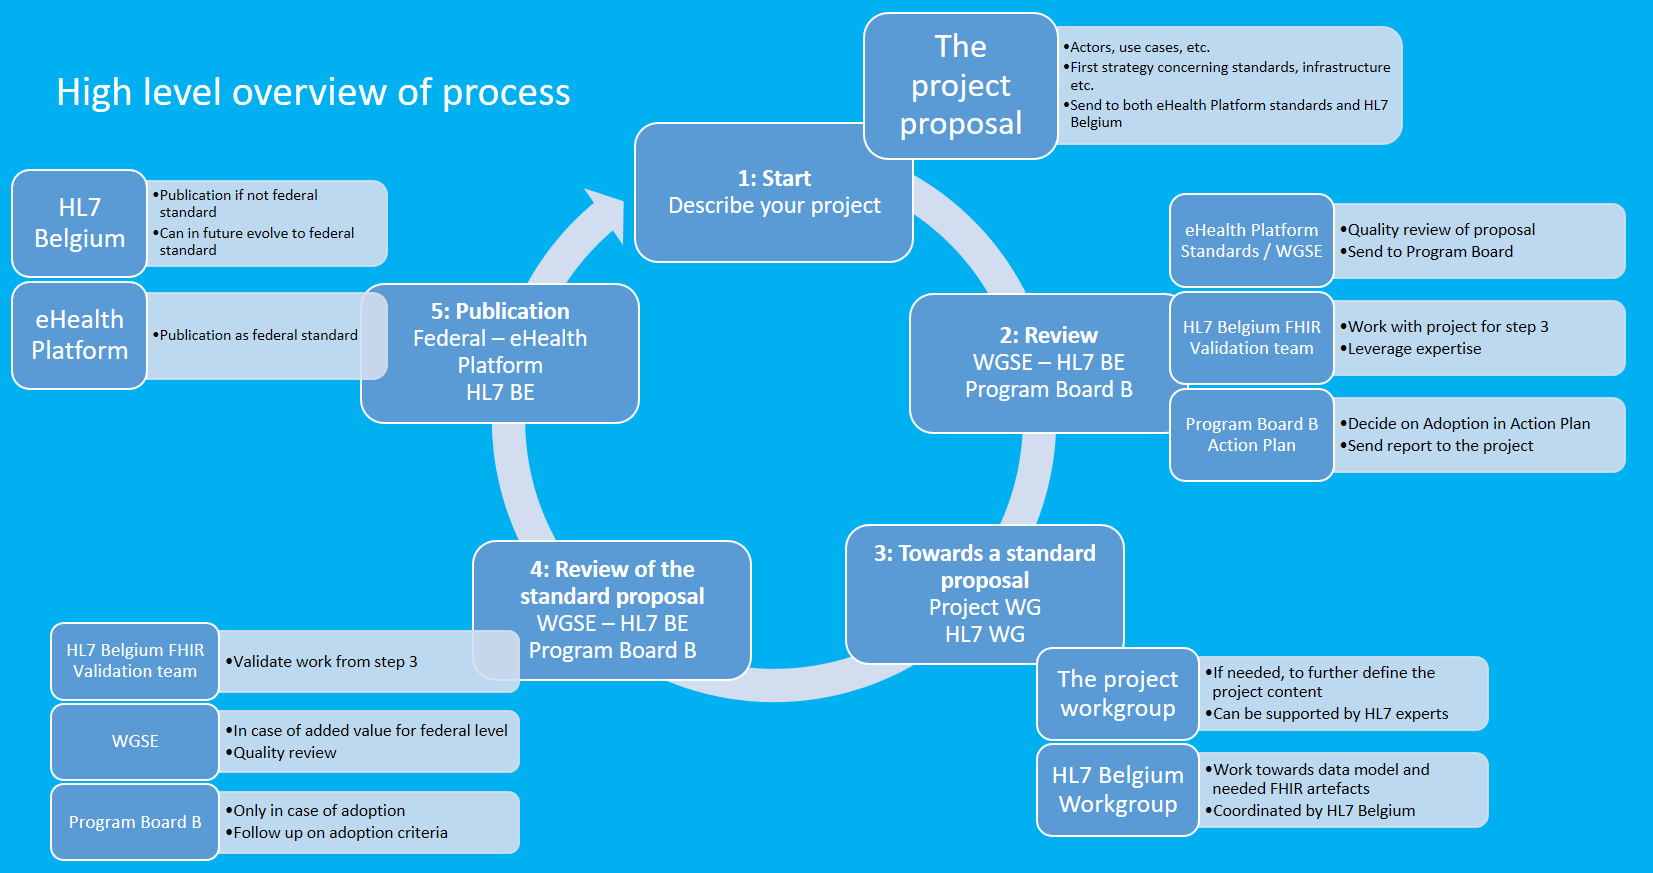 High level overview of process
The
project
proposal
•Actors, use cases, etc.
•First strategy concerning standards, infrastructure
etc.
•Send to both eHealth Platform standards and HL7
Belgium
1: Start
Describe your project
eHealth Platform
Standards / WGSE
•Quality review of proposal
•Send to Program Board
2: Review
WGSE – HL7 BE
Program Board B
HL7 Belgium FHIR
Validation team
•Work with project for step 3
•Leverage expertise
Program Board B
Action Plan
•Decide on Adoption in Action Plan
•Send report to the project
3: Towards a standard
proposal
Project WG
HL7 WG
The project
workgroup
•If needed, to further define the
project content
•Can be supported by HL7 experts
HL7 Belgium
Workgroup
•Work towards data model and
needed FHIR artefacts
•Coordinated by HL7 Belgium
4: Review of the
standard proposal
WGSE – HL7 BE
Program Board B
HL7 Belgium FHIR
Validation team
•Validate work from step 3
WGSE
•In case of added value for federal level
•Quality review
Program Board B
•Only in case of adoption
•Follow up on adoption criteria
5: Publication
Federal – eHealth
Platform
HL7 BE
HL7
Belgium
•Publication if not federal
standard
•Can in future evolve to federal
standard
eHealth
Platform
•Publication as federal standard